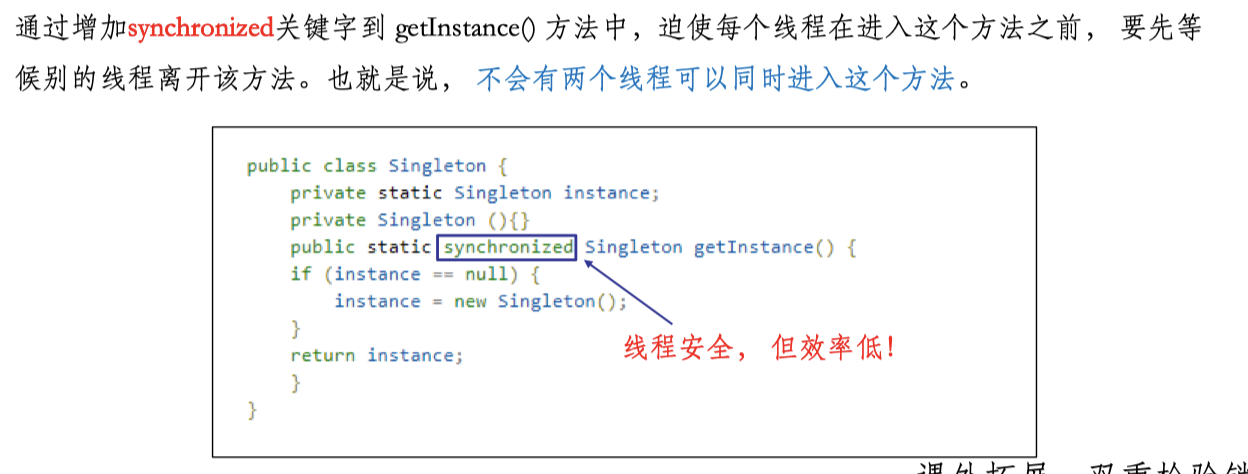 通过增加synchronized关键字到 getInstance() 方法中，迫使每个线程在进入这个方法之前， 要先等
候别的线程离开该方法。也就是说， 不会有两个线程可以同时进入这个方法。
public class Singleton {
private static Singleton instance;
private Singleton (){}
public static synchronized Singleton getInstance() {
if (instance == null) {
instance = new Singleton();
}
return instance;
}
}
线程安全， 但效率低！